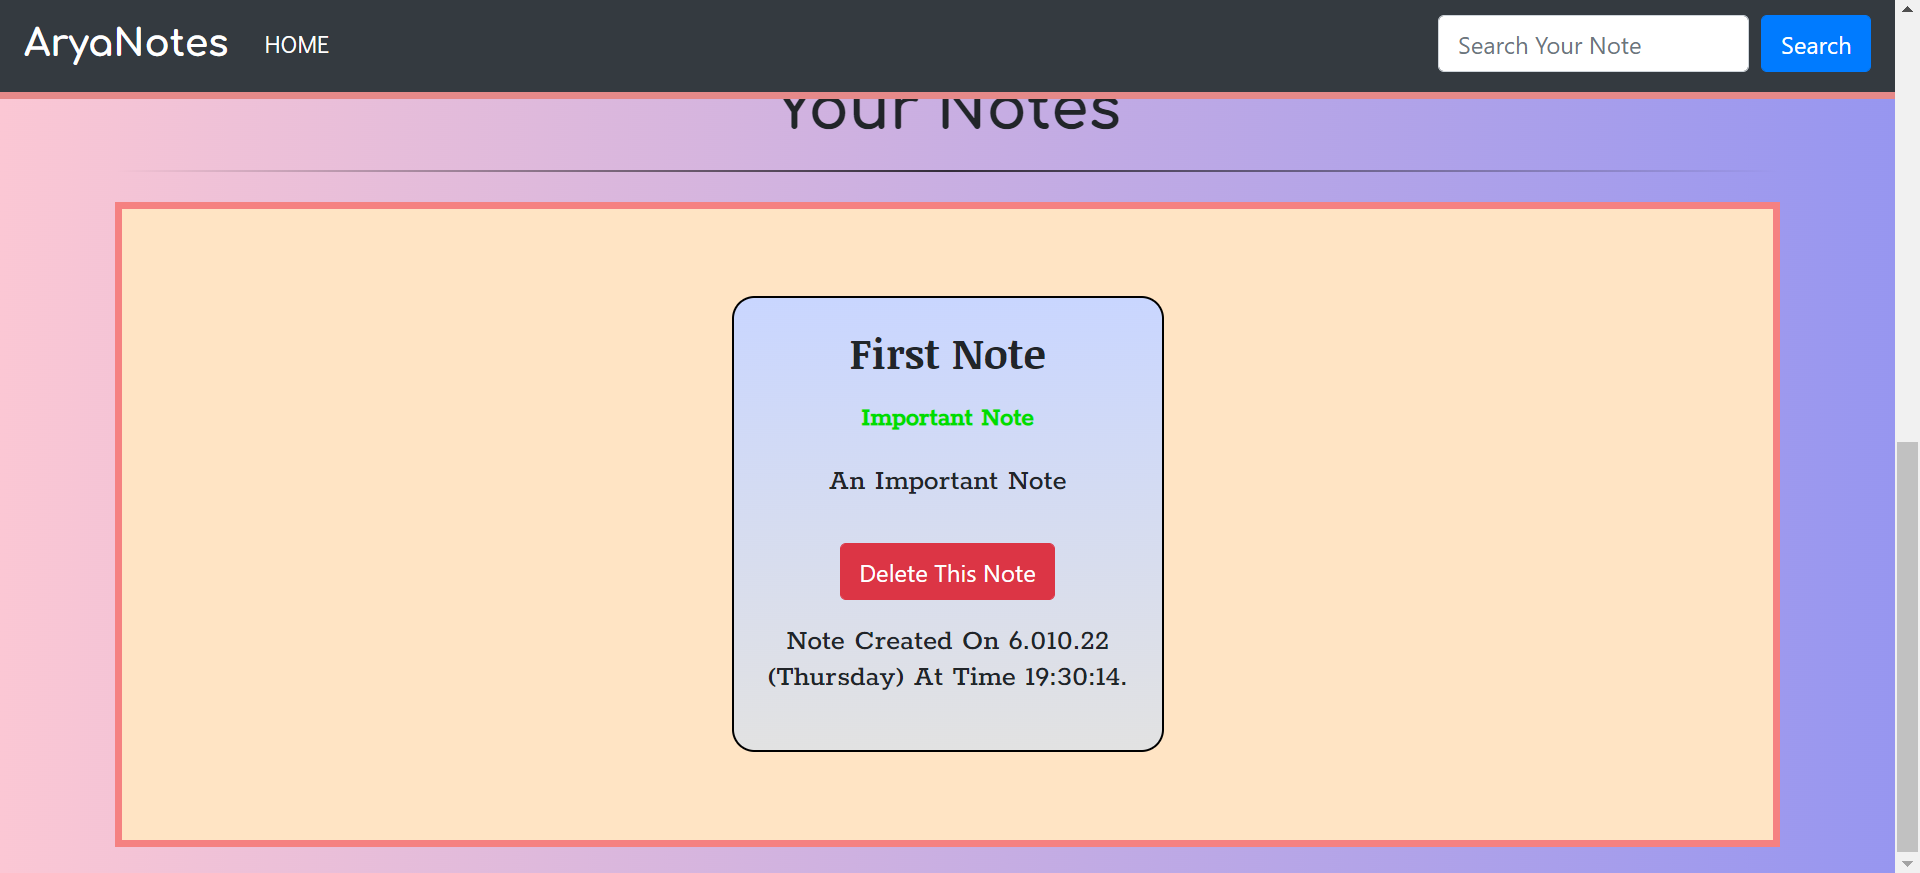 AryaNotes HOME Search Your Note Search
Your Notes
First Note
Important Note
An Important Note
Delete This Note
Note Created On 6.010.22
(Thursday) At Time 19:30:14.